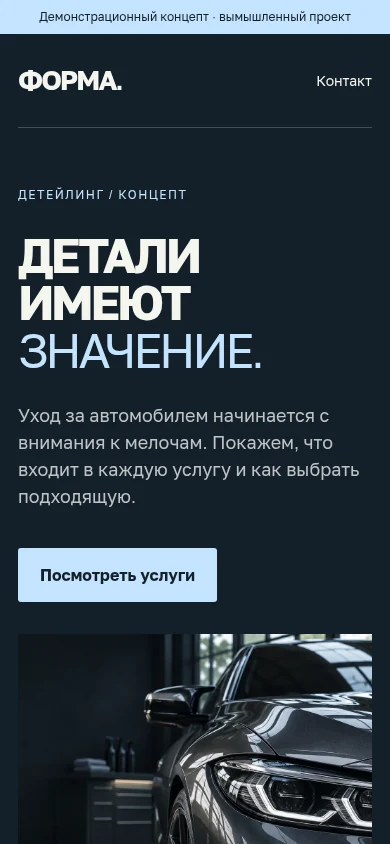 Демонстрационный концепт · вымышленный проект
ФОРМА.
Контакт
ДЕТЕЙЛИНГ / КОНЦЕПТ
ДЕТАЛИ
ИМЕЮТ
ЗНАЧЕНИЕ.
Уход за автомобилем начинается с
внимания к мелочам. Покажем, что
входит в каждую услугу и как выбрать
подходящую.
Посмотреть услуги